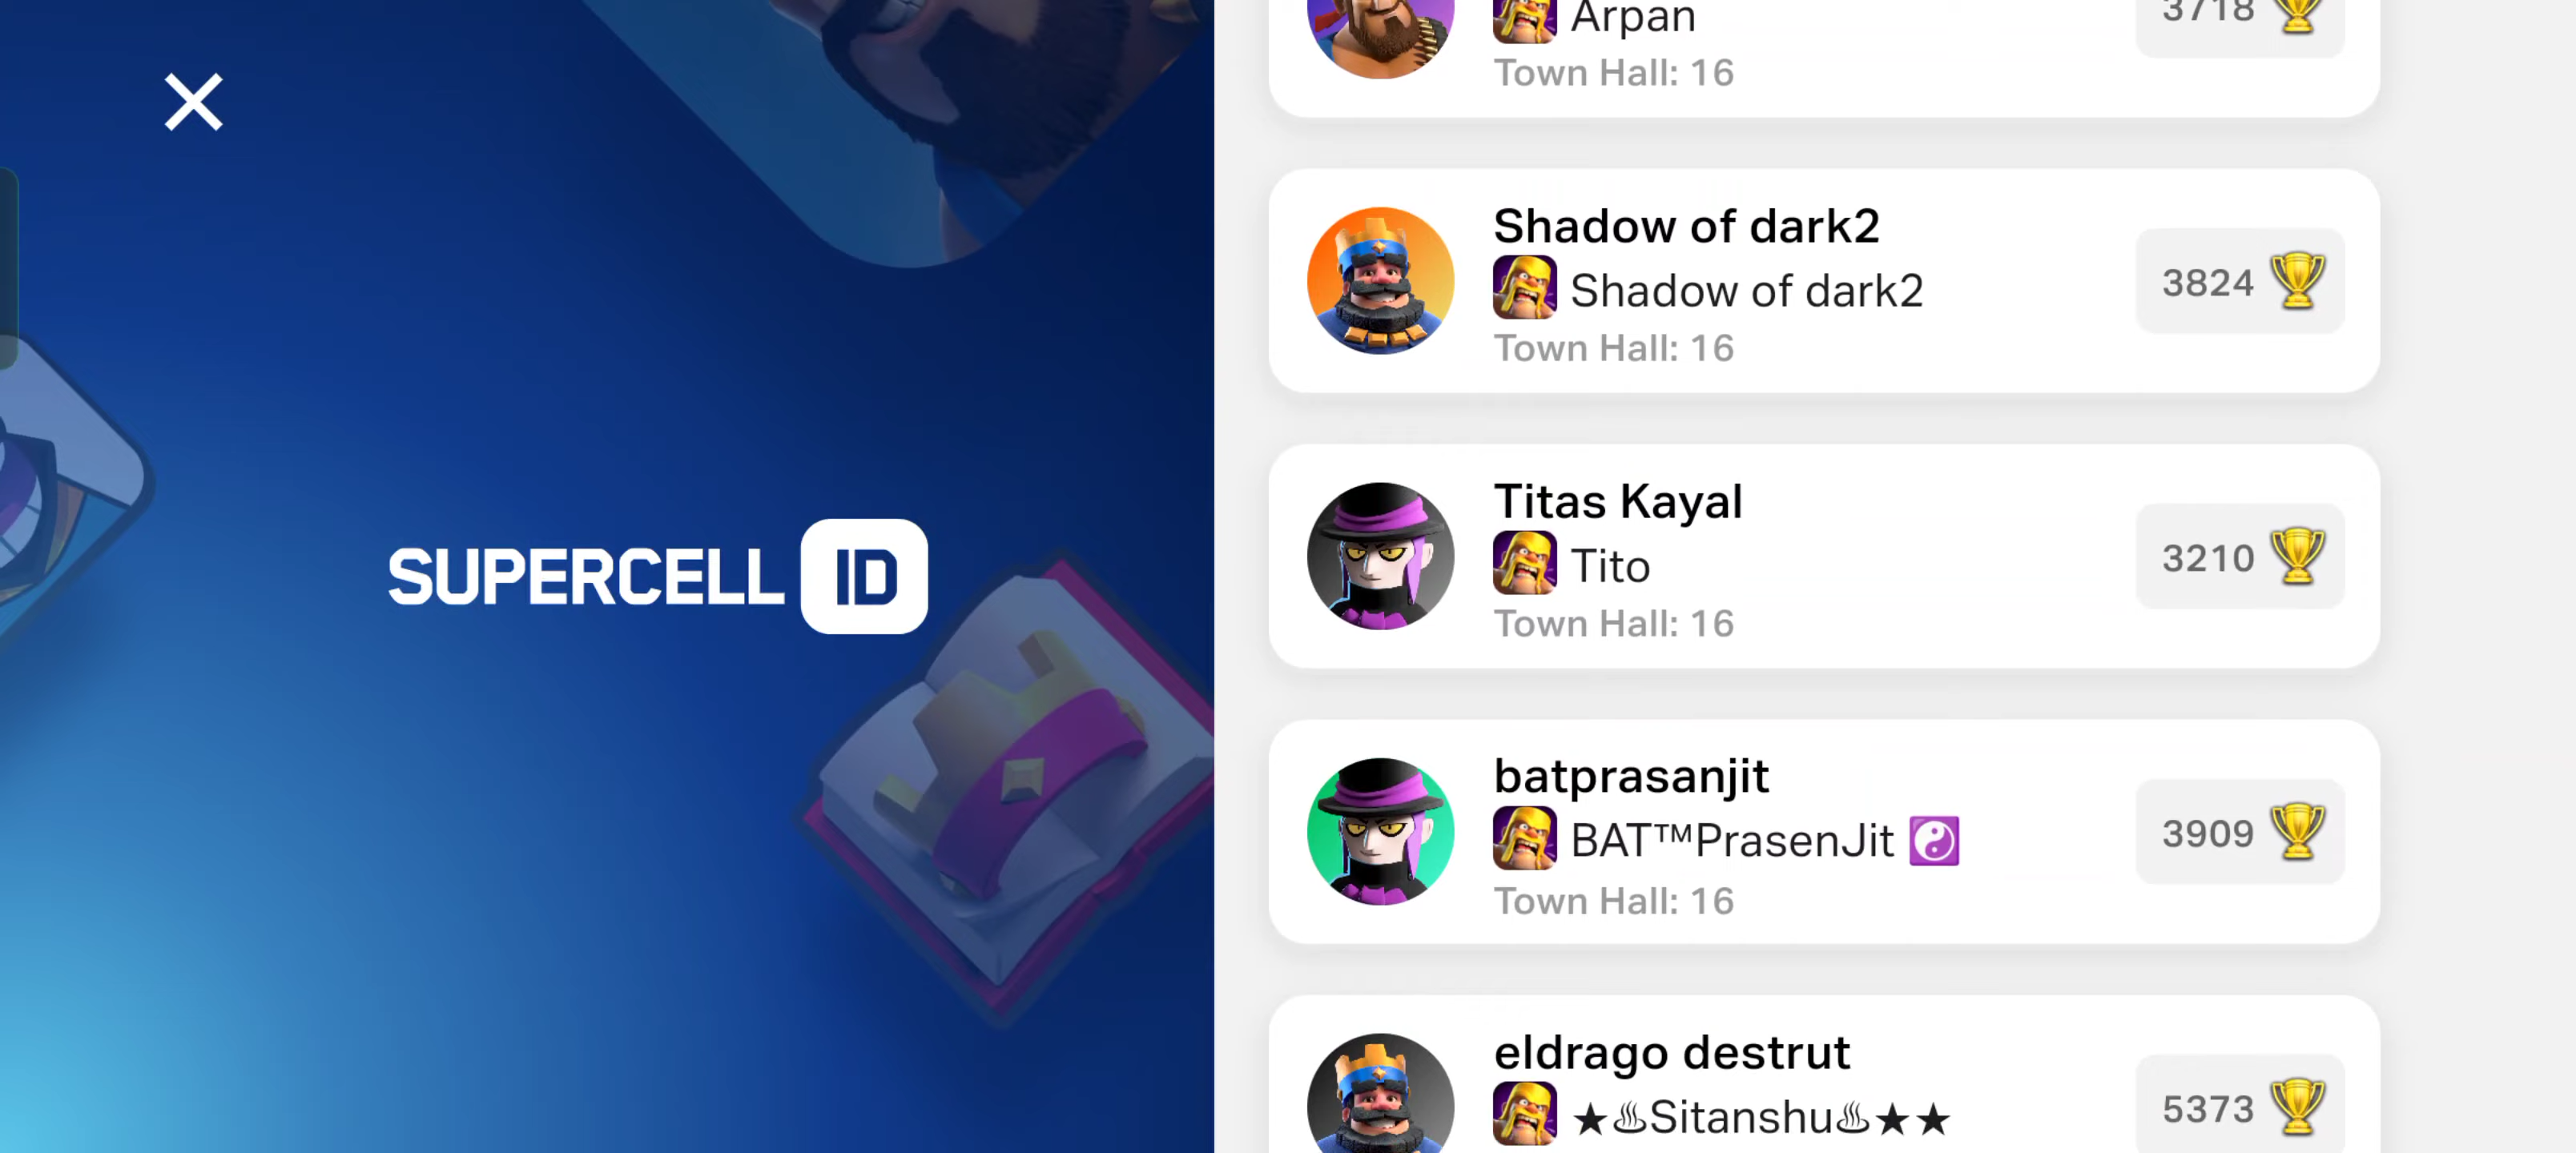 SUPERCELL ID
Arpan
3718
Town Hall: 16
Shadow of dark2
Shadow of dark2
3824
Town Hall: 16
Titas Kayal
Tito
3210
Town Hall: 16
batprasanjit
BAT™PrasenJit ☯️
3909
Town Hall: 16
eldrago destrut
★♨Sitanshu♨★★
5373